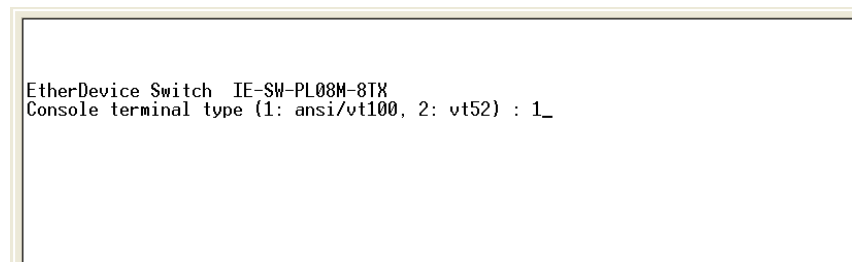 EtherDevice Switch  IE-SW-PL08M-8TX
Console terminal type (1: ansi/vt100, 2: vt52) : 1_